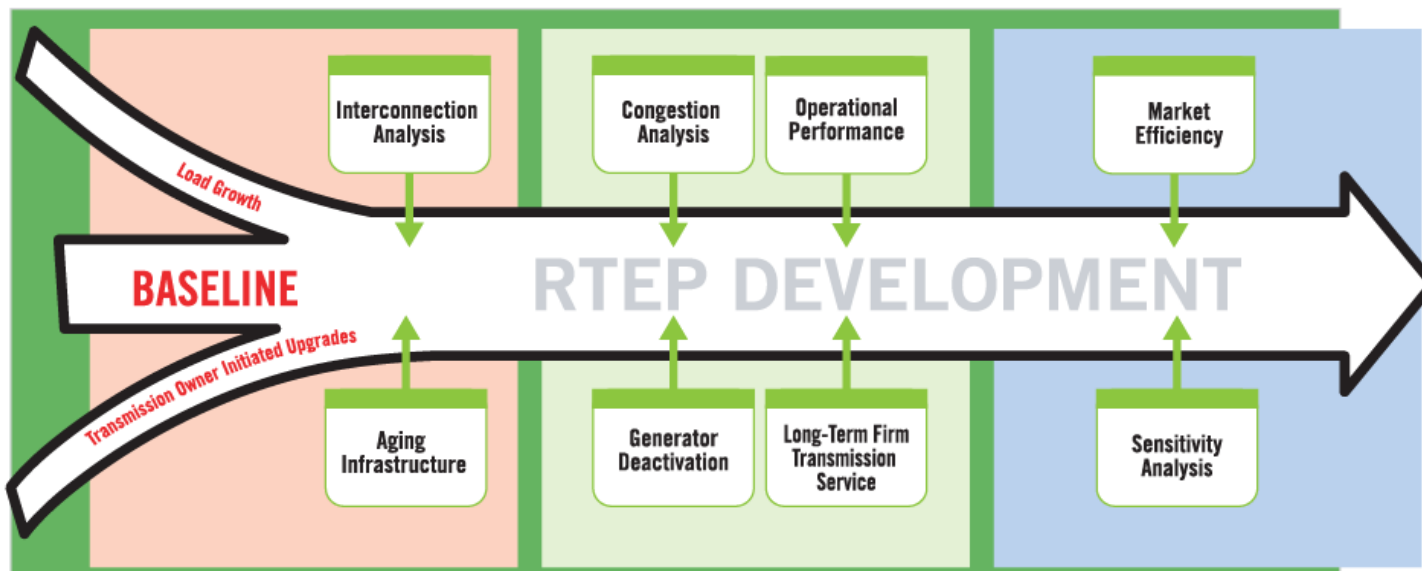 Interconnection
Analysis
Congestion
Analysis
Operational
Performance
Market
Efficiency
Load Growth
BASELINE
RTEP DEVELOPMENT
Transmission Owner Initiated Upgrades
Aging
Infrastructure
Generator
Deactivation
Long-Term Firm
Transmission
Service
Sensitivity
Analysis